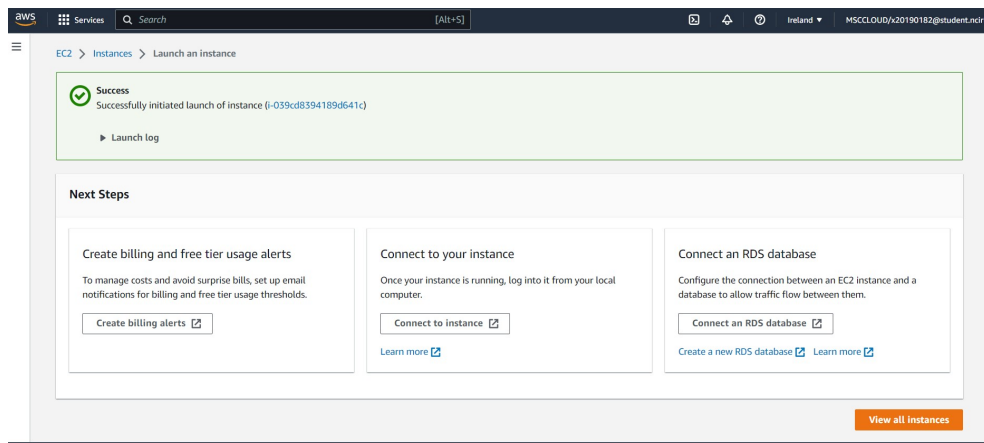 aws Services Search [Alt+S] Ireland ▼ MSCCLOUD/x20190182@student.ncir
EC2 > Instances > Launch an instance
Success
Successfully initiated launch of instance (i-039cd8394189d641c)
Launch log
Next Steps
Create billing and free tier usage alerts
To manage costs and avoid surprise bills, set up email
notifications for billing and free tier usage thresholds.
Create billing alerts
Connect to your instance
Once your instance is running, log into it from your local
computer.
Connect to instance
Learn more
Connect an RDS database
Configure the connection between an EC2 instance and a
database to allow traffic flow between them.
Connect an RDS database
Create a new RDS database Learn more
View all instances